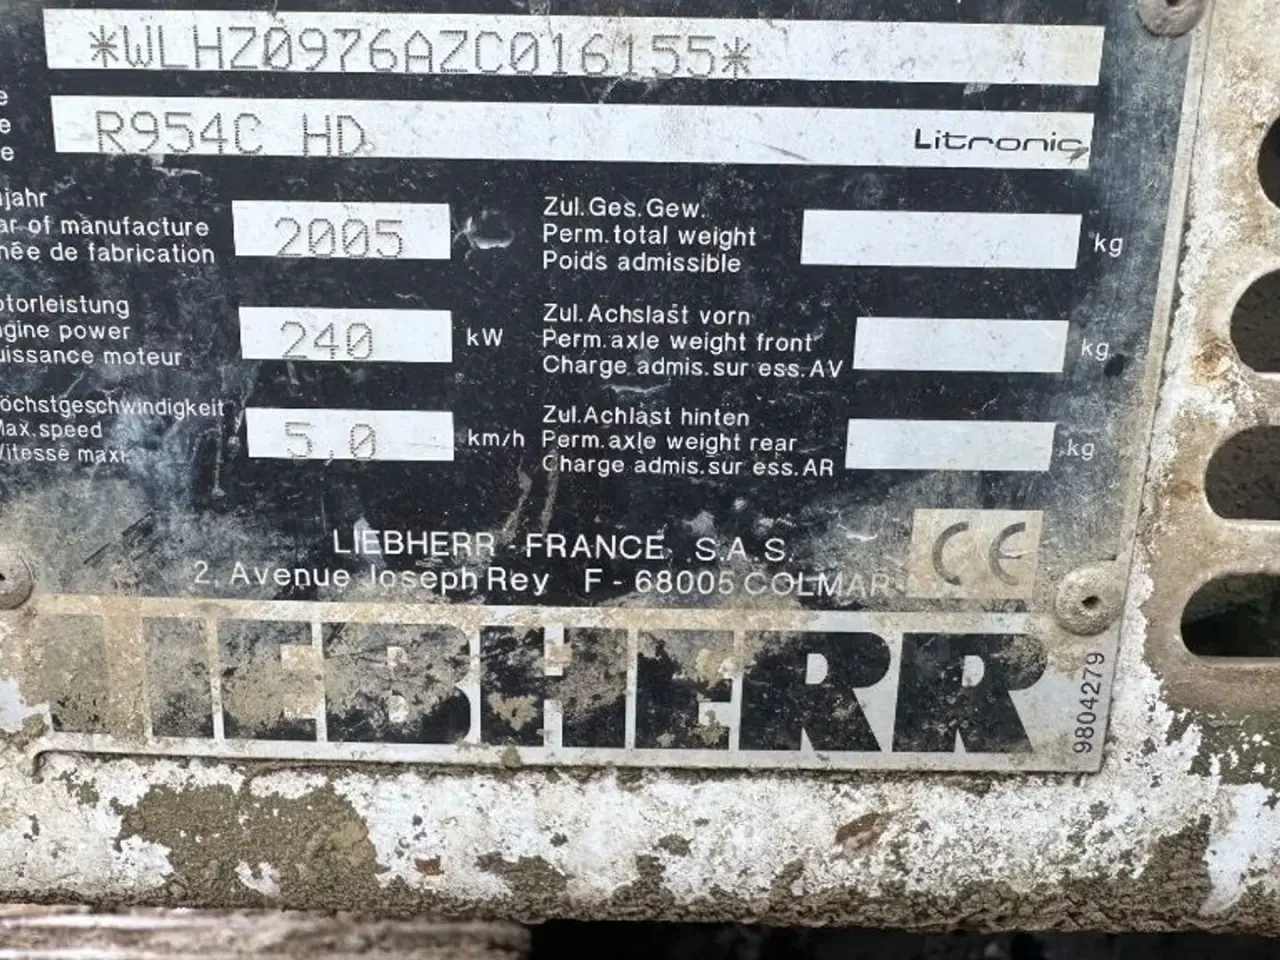 *WLHZ0976AZC016155*
R954C HD Litronic
jahr
ar of manufacture
née de fabrication
2005
Zul.Ges.Gew.
Perm.total weight
Poids admissible
kg
otorleistung
ngine power
uissance moteur
240 kW
Zul.Achslast vorn
Perm.axle weight front
Charge admis.sur ess.AV
kg
öchstgeschwindigkeit
Max.speed
Vitesse maxi.
5,0 km/h
Zul.Achlast hinten
Perm.axle weight rear
Charge admis.sur ess.AR
kg
LIEBHERR-FRANCE S.A.S.
2, Avenue Joseph Rey F - 68005 COLMAR
CE
LIEBHERR
9804279